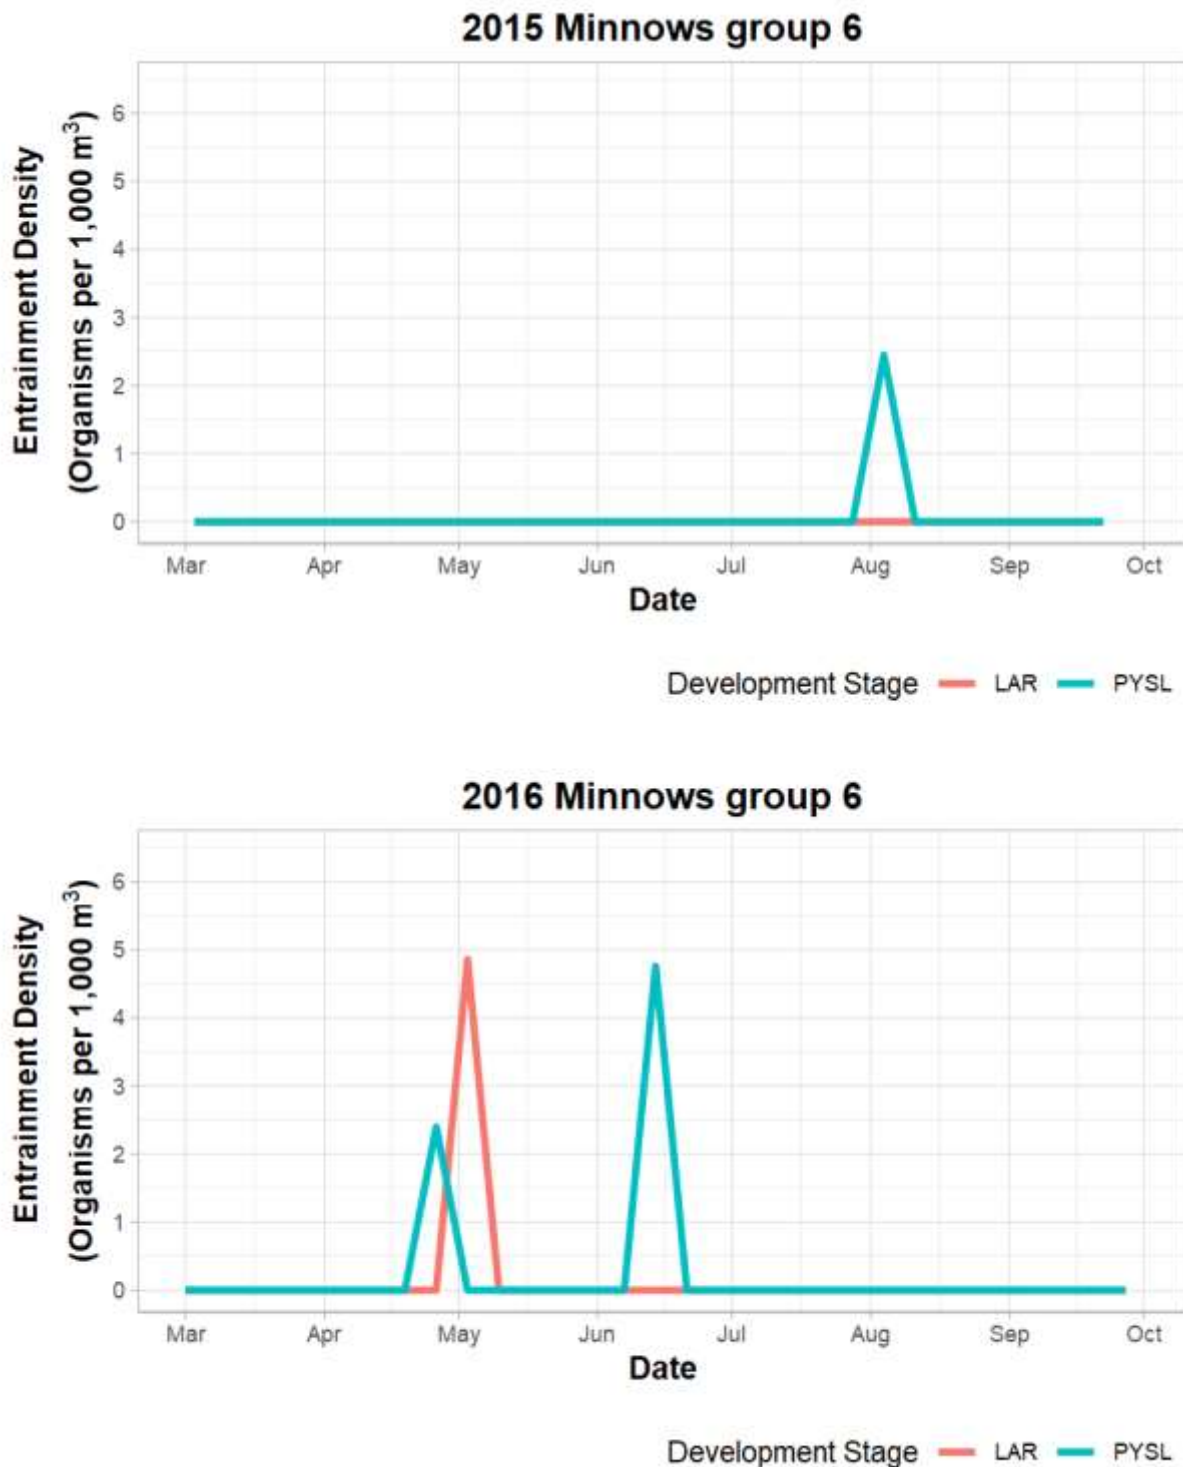 2015 Minnows group 6
Entrainment Density
(Organisms per 1,000 m³)
6
5
4
3
2
1
0
Mar Apr May Jun Jul Aug Sep Oct
Date
Development Stage LAR PYSL
2016 Minnows group 6
Entrainment Density
(Organisms per 1,000 m³)
6
5
4
3
2
1
0
Mar Apr May Jun Jul Aug Sep Oct
Date
Development Stage LAR PYSL